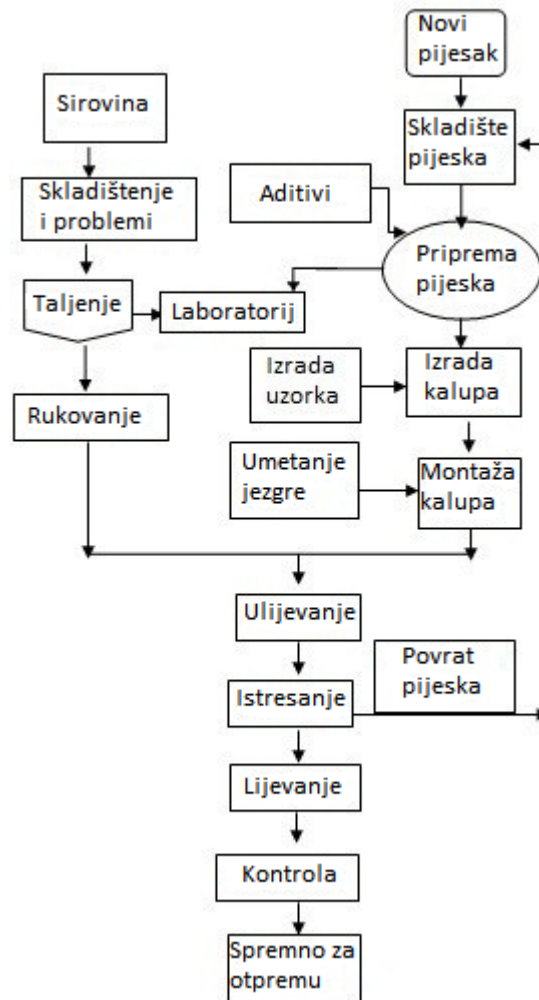 Novi
pijesak
Sirovina
Skladište
pijeska
Skladištenje
i problemi
Aditivi
Priprema
pijeska
Taljenje
Laboratorij
Izrada
uzorka
Izrada
kalupa
Rukovanje
Umetanje
jezgre
Montaža
kalupa
Ulijevanje
Povrat
pijeska
Istresanje
Lijevanje
Kontrola
Spremno za
otpremu